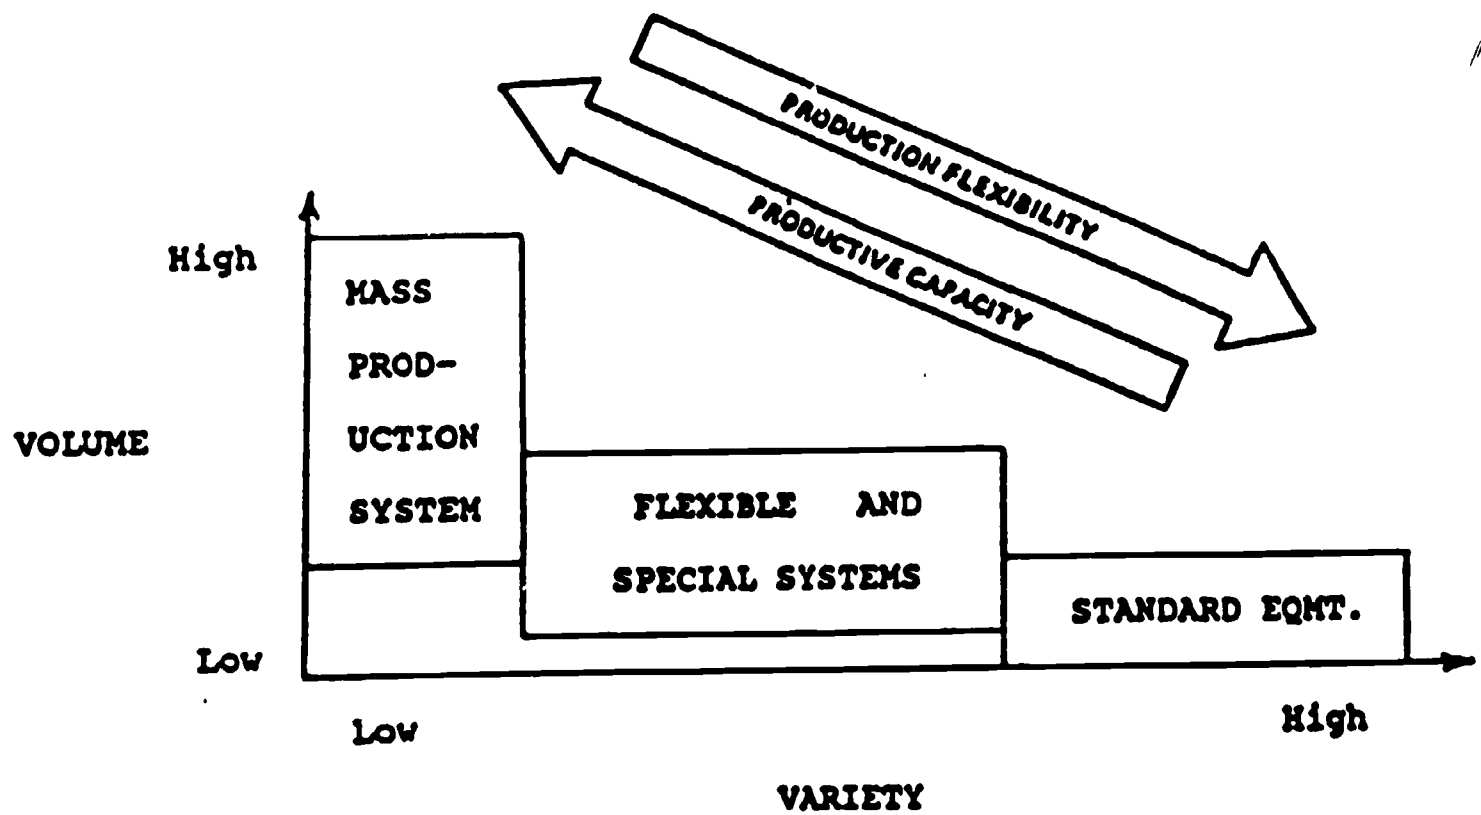 PRODUCTION FLEXIBILITY
PRODUCTIVE CAPACITY
High
MASS
PROD-
UCTION
SYSTEM
VOLUME
FLEXIBLE AND
SPECIAL SYSTEMS
STANDARD EQMT.
Low
Low
High
VARIETY